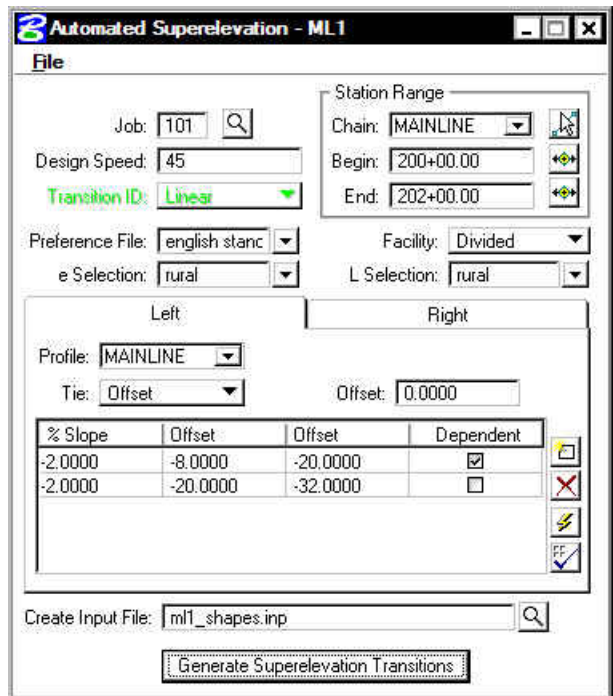 Automated Superelevation - ML1
File
Station Range
Job: 101
Chain: MAINLINE
Design Speed: 45
Begin: 200+00.00
Transition ID: Linear
End: 202+00.00
Preference File: english stanc
Facility: Divided
e Selection: rural
L Selection: rural
Left Right
Profile: MAINLINE
Tie: Offset
Offset: 0.0000
% Slope Offset Offset Dependent
-2.0000 -8.0000 -20.0000
-2.0000 -20.0000 -32.0000
FF
Create Input File: ml1_shapes.inp
Generate Superelevation Transitions